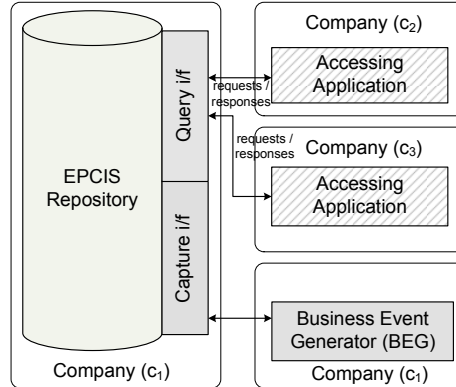 EPCIS
Repository
Query i/f
Capture i/f
Company (c₁)
requests /
responses
requests /
responses
Company (c₂)
Accessing
Application
Company (c₃)
Accessing
Application
Business Event
Generator (BEG)
Company (c₁)